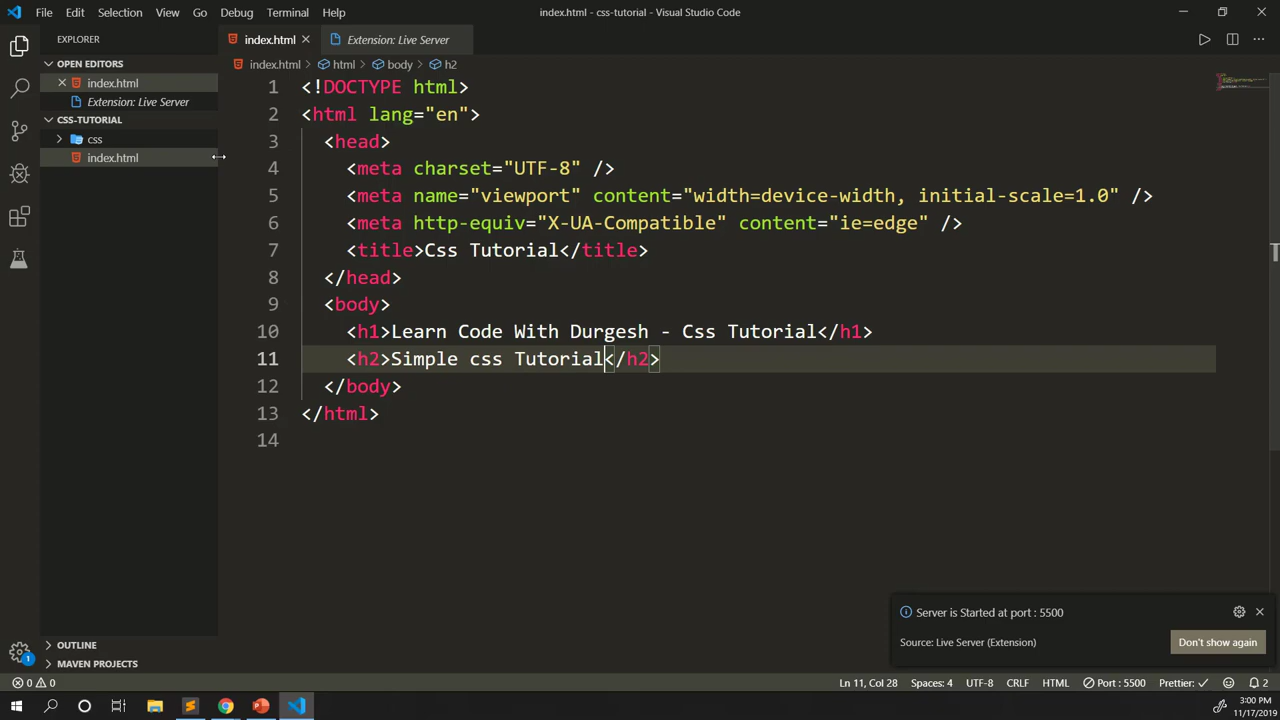 File Edit Selection View Go Debug Terminal Help
index.html - css-tutorial - Visual Studio Code
EXPLORER
OPEN EDITORS
index.html
Extension: Live Server
CSS-TUTORIAL
css
index.html
OUTLINE
MAVEN PROJECTS
index.html
Extension: Live Server
index.html > html > body > h2
1 <!DOCTYPE html>
2 <html lang="en">
3 <head>
4 <meta charset="UTF-8" />
5 <meta name="viewport" content="width=device-width, initial-scale=1.0" />
6 <meta http-equiv="X-UA-Compatible" content="ie=edge" />
7 <title>Css Tutorial</title>
8 </head>
9 <body>
10 <h1>Learn Code With Durgesh - Css Tutorial</h1>
11 <h2>Simple css Tutorial</h2>
12 </body>
13 </html>
14
Server is Started at port : 5500
Source: Live Server (Extension)
Don't show again
1
0 0
Ln 11, Col 28 Spaces: 4 UTF-8 CRLF HTML Port : 5500 Prettier: ✓ 2
3:00 PM
11/17/2019